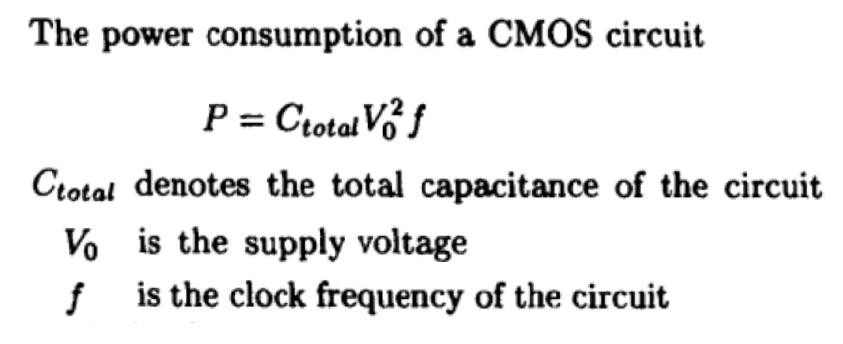 The power consumption of a CMOS circuit
P = C_total V_0^2 f
C_total denotes the total capacitance of the circuit
V_0 is the supply voltage
f is the clock frequency of the circuit